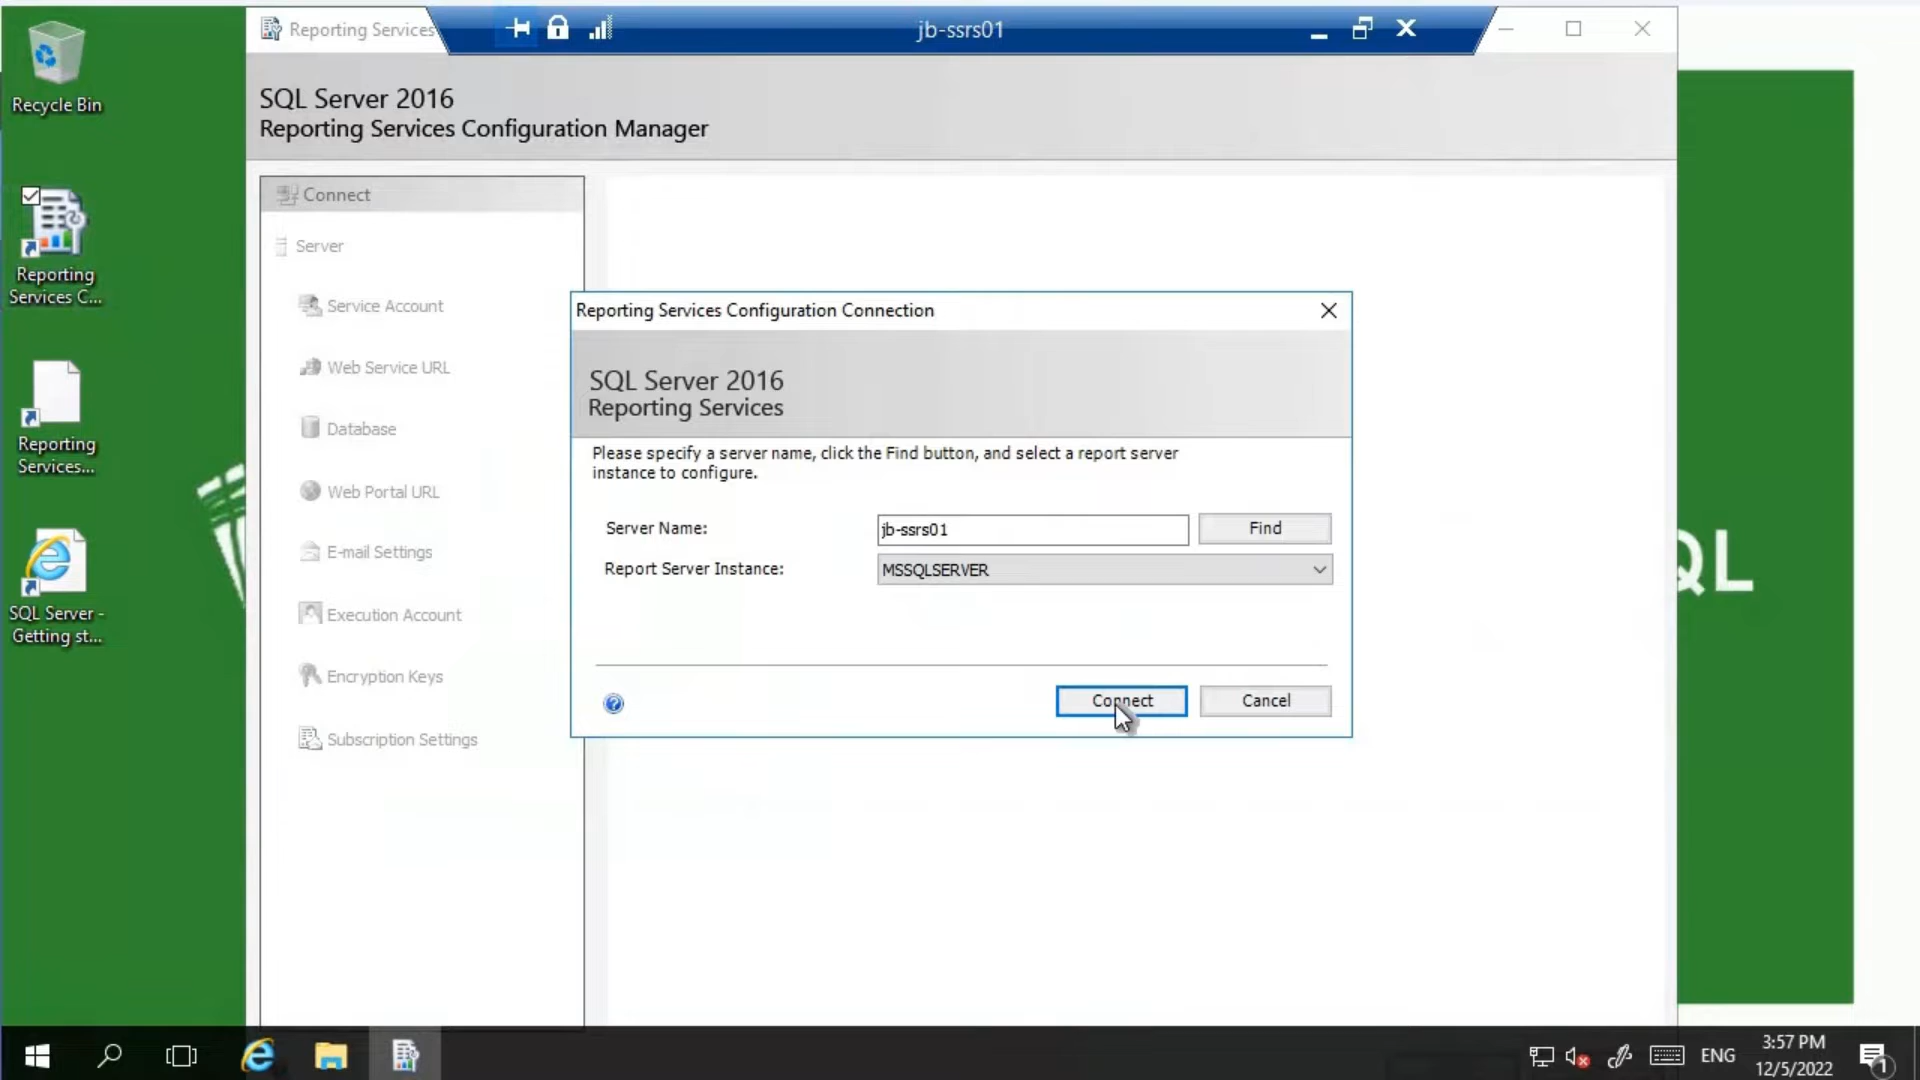 Recycle Bin
Reporting
Services C...
Reporting
Services...
SQL Server -
Getting st...
Reporting Services
jb-ssrs01
SQL Server 2016
Reporting Services Configuration Manager
Connect
Server
Service Account
Web Service URL
Database
Web Portal URL
E-mail Settings
Execution Account
Encryption Keys
Subscription Settings
Reporting Services Configuration Connection
SQL Server 2016
Reporting Services
Please specify a server name, click the Find button, and select a report server
instance to configure.
Server Name:
jb-ssrs01
Find
Report Server Instance:
MSSQLSERVER
Connect
Cancel
QL
ENG
3:57 PM
12/5/2022
1